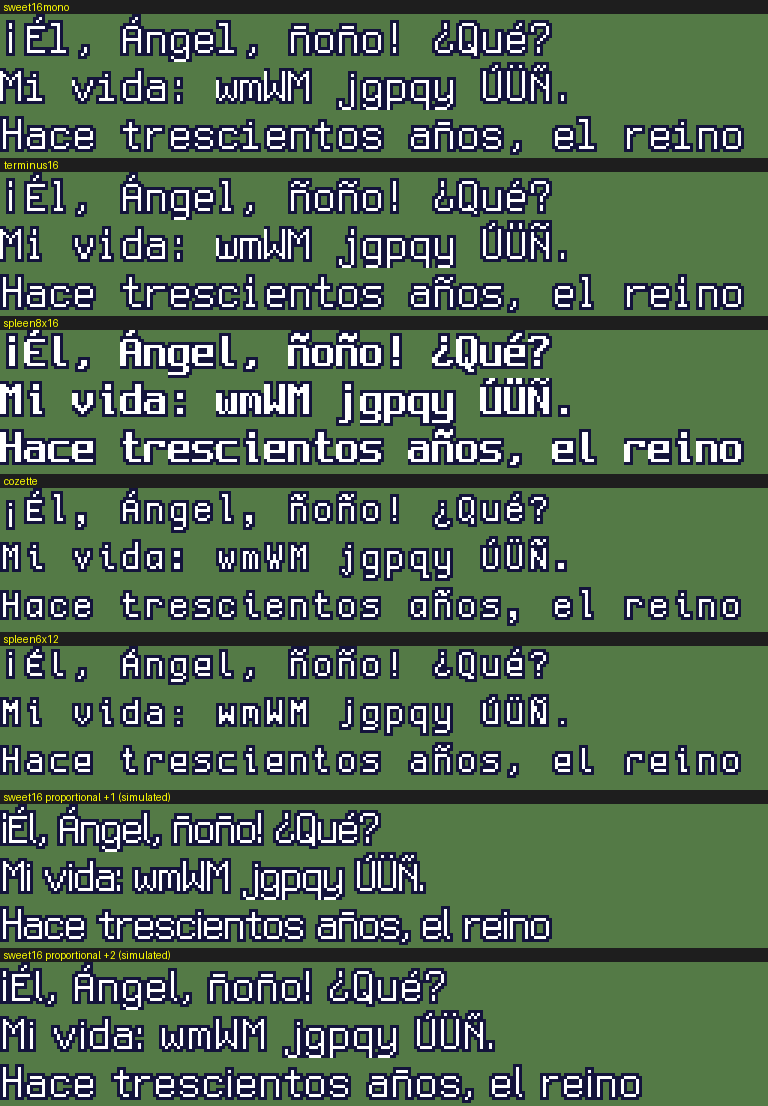 sweet16mono
¡Él, Ángel, ñoño! ¿Qué?
Mi vida: wmWM jgpqy ÚÜÑ.
Hace trescientos años, el reino
terminus16
¡Él, Ángel, ñoño! ¿Qué?
Mi vida: wmWM jgpqy ÚÜÑ.
Hace trescientos años, el reino
spleen8x16
¡Él, Ángel, ñoño! ¿Qué?
Mi vida: wmWM jgpqy ÚÜÑ.
Hace trescientos años, el reino
cozette
¡Él, Ángel, ñoño! ¿Qué?
Mi vida: wmWM jgpqy ÚÜÑ.
Hace trescientos años, el reino
spleen6x12
¡Él, Ángel, ñoño! ¿Qué?
Mi vida: wmWM jgpqy ÚÜÑ.
Hace trescientos años, el reino
sweet16 proportional +1 (simulated)
¡Él, Ángel, ñoño! ¿Qué?
Mi vida: wmWM jgpqy ÚÜÑ.
Hace trescientos años, el reino
sweet16 proportional +2 (simulated)
¡Él, Ángel, ñoño! ¿Qué?
Mi vida: wmWM jgpqy ÚÜÑ.
Hace trescientos años, el reino